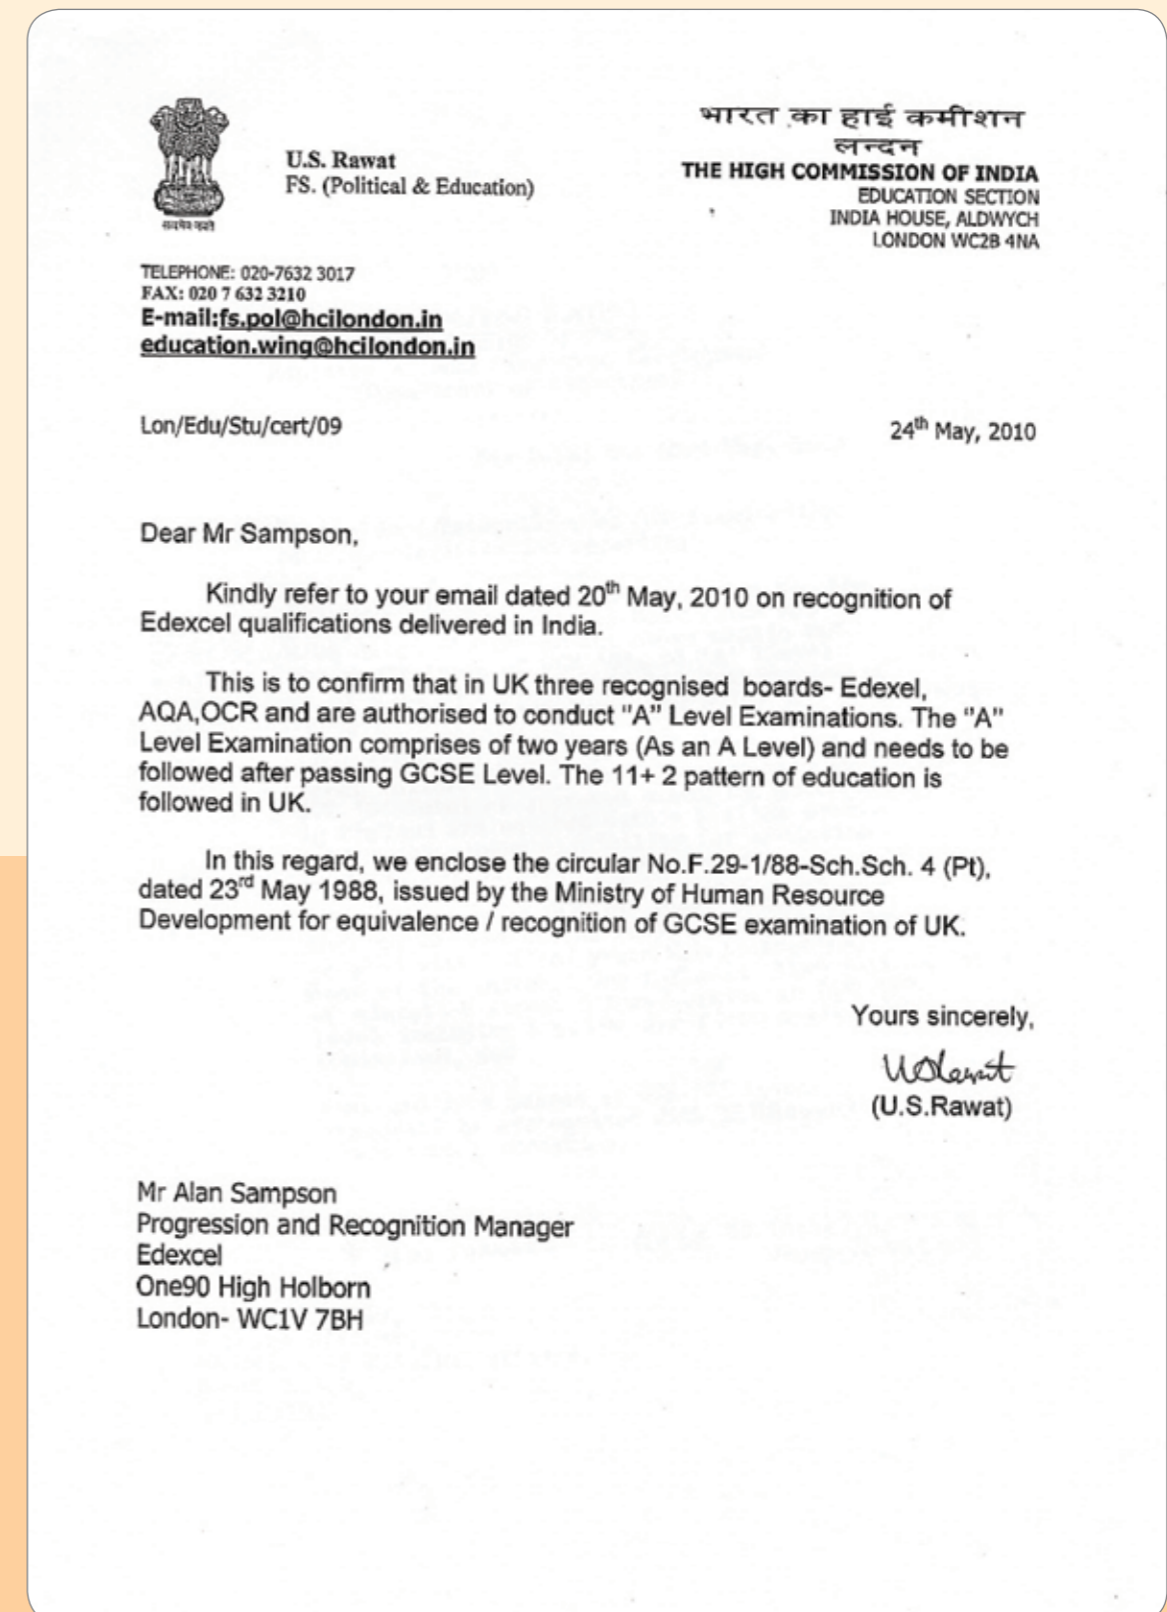 U.S. Rawat
FS. (Political & Education)
भारत का हाई कमीशन
लन्दन
THE HIGH COMMISSION OF INDIA
EDUCATION SECTION
INDIA HOUSE, ALDWYCH
LONDON WC2B 4NA
सत्यमेव जयते
TELEPHONE: 020-7632 3017
FAX: 020 7 632 3210
E-mail:fs.pol@hcilondon.in
education.wing@hcilondon.in
Lon/Edu/Stu/cert/09
24th May, 2010
Dear Mr Sampson,
Kindly refer to your email dated 20th May, 2010 on recognition of
Edexcel qualifications delivered in India.
This is to confirm that in UK three recognised boards- Edexel,
AQA,OCR and are authorised to conduct "A" Level Examinations. The "A"
Level Examination comprises of two years (As an A Level) and needs to be
followed after passing GCSE Level. The 11+ 2 pattern of education is
followed in UK.
In this regard, we enclose the circular No.F.29-1/88-Sch.Sch. 4 (Pt),
dated 23rd May 1988, issued by the Ministry of Human Resource
Development for equivalence / recognition of GCSE examination of UK.
Yours sincerely,
(U.S.Rawat)
Mr Alan Sampson
Progression and Recognition Manager
Edexcel
One90 High Holborn
London- WC1V 7BH